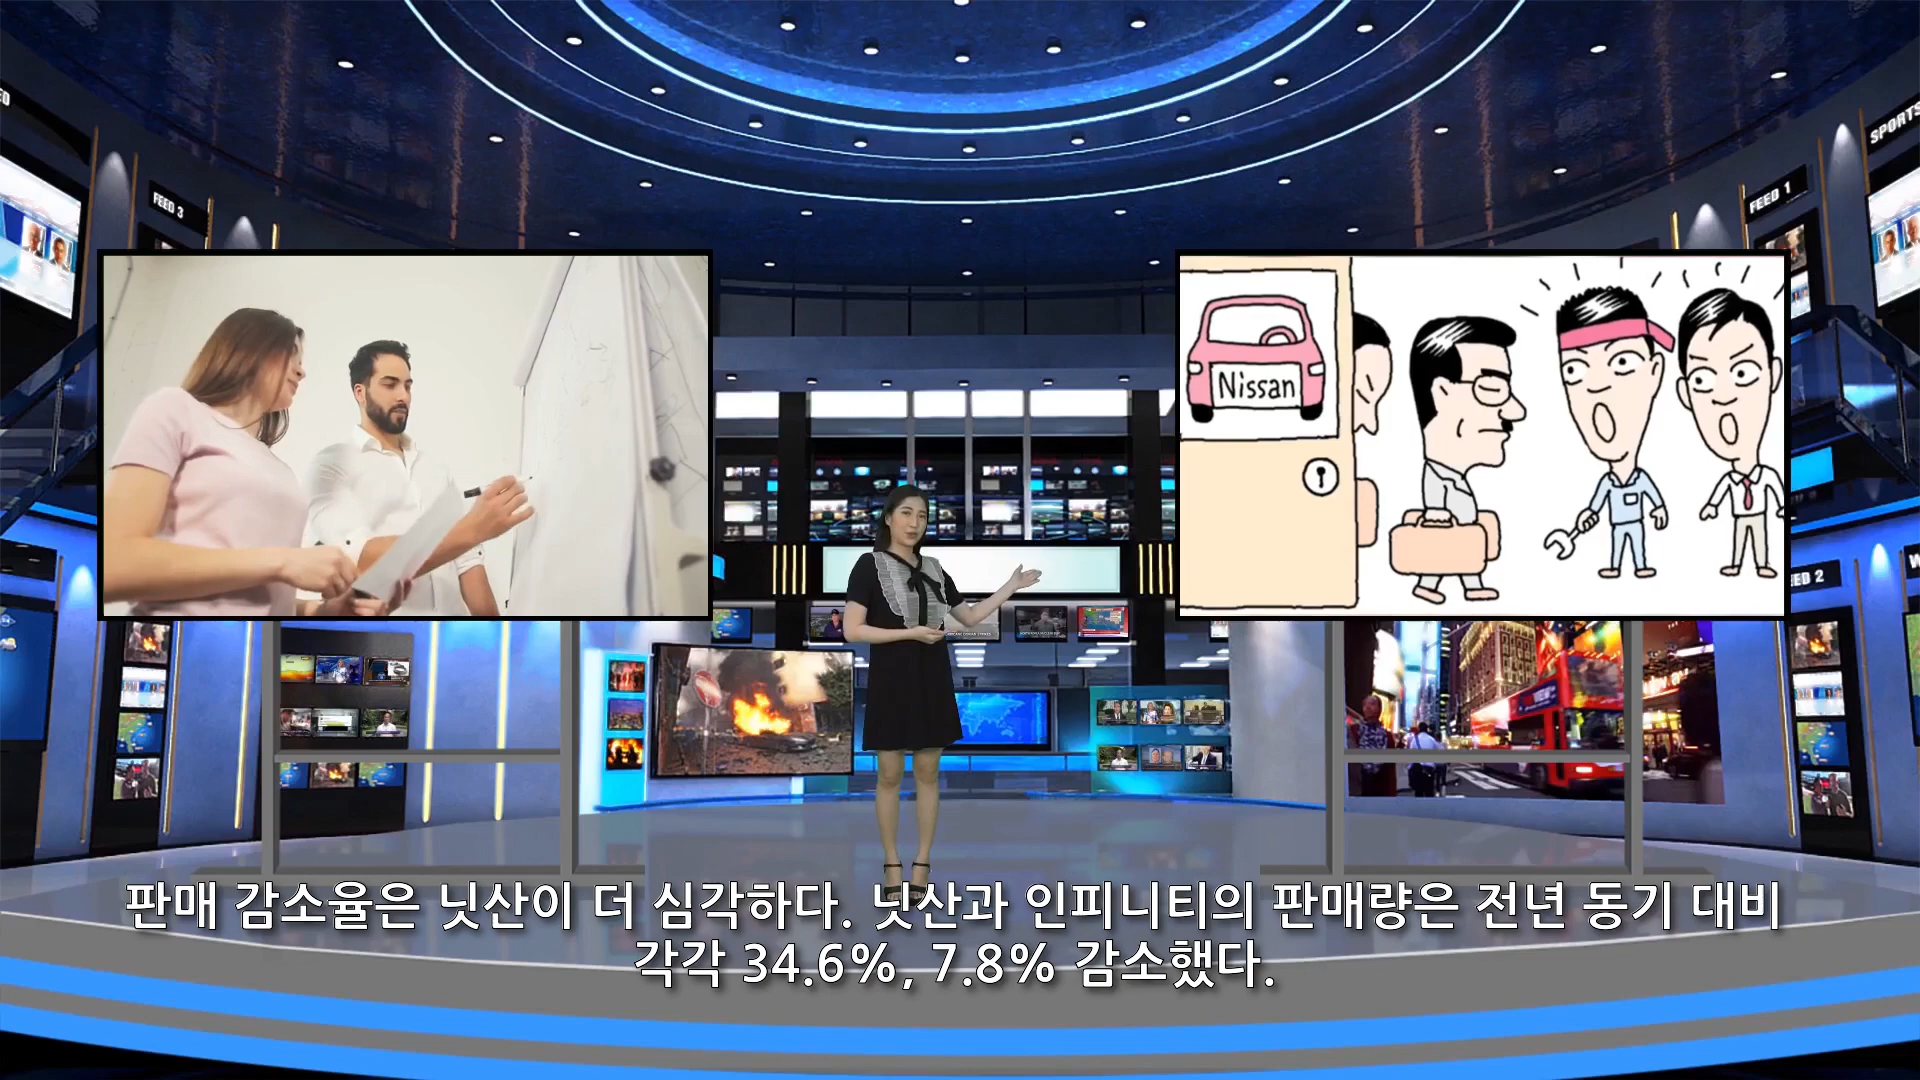 ED
SPORTS
FEED 3
FEED 1
Nissan
FEED 2
판매 감소율은 닛산이 더 심각하다. 닛산과 인피니티의 판매량은 전년 동기 대비
각각 34.6%, 7.8% 감소했다.